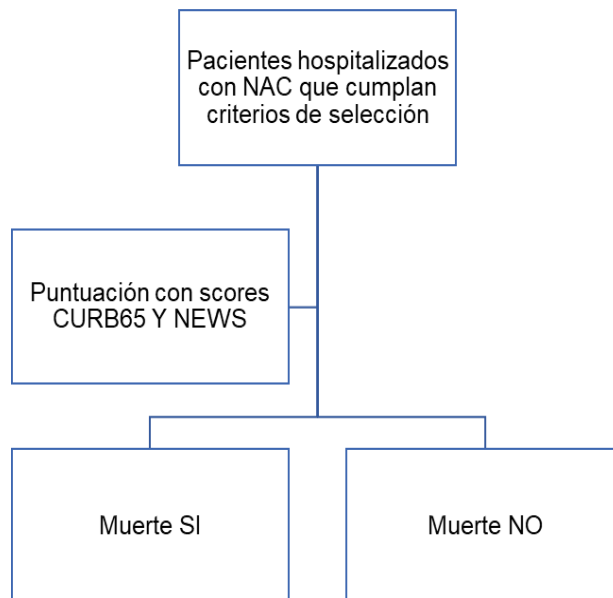 Pacientes hospitalizados
con NAC que cumplan
criterios de selección
Puntuación con scores
CURB65 Y NEWS
Muerte SI
Muerte NO